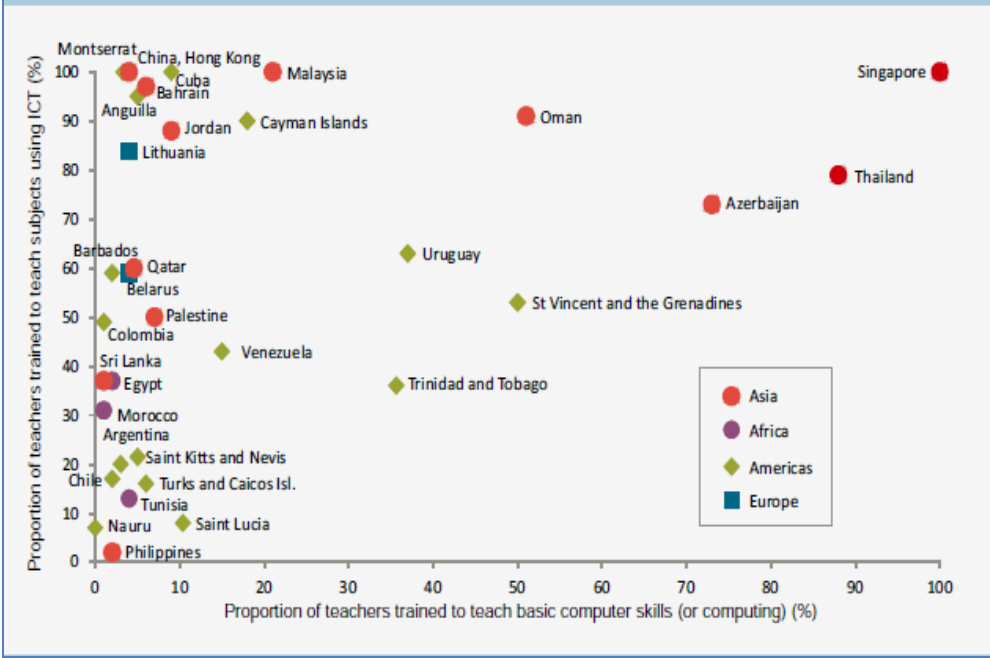 Proportion of teachers trained to teach subjects using ICT (%)
Montserrat
China, Hong Kong
100
Cuba
Malaysia
Singapore
Bahrain
Anguilla
90
Jordan
Cayman Islands
Oman
Lithuania
80
Thailand
Azerbaijan
70
Barbados
Uruguay
60
Qatar
Belarus
St Vincent and the Grenadines
50
Palestine
Colombia
Venezuela
40
Sri Lanka
Egypt
Trinidad and Tobago
30
Morocco
Argentina
20
Saint Kitts and Nevis
Chile
Turks and Caicos Isl.
Tunisia
10
Nauru
Saint Lucia
0
Philippines
Asia
Africa
Americas
Europe
0 10 20 30 40 50 60 70 80 90 100
Proportion of teachers trained to teach basic computer skills (or computing) (%)